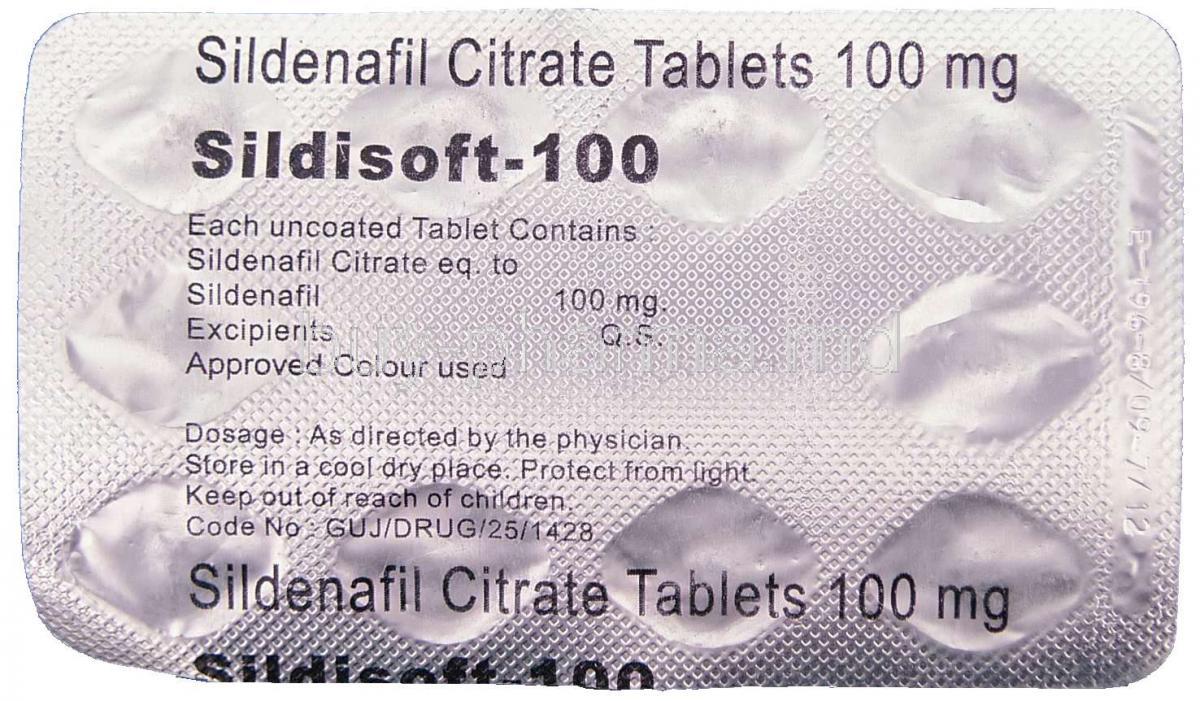 Sildenafil Citrate Tablets 100 mg
Sildisoft-100
Each uncoated Tablet Contains :
Sildenafil Citrate eq. to
Sildenafil 100 mg.
Excipients Q.S.
Approved Colour used
Dosage : As directed by the physician.
Store in a cool dry place. Protect from light.
Keep out of reach of children.
Code No : GUJ/DRUG/25/1428
Sildenafil Citrate Tablets 100 mg
Sildisoft-100